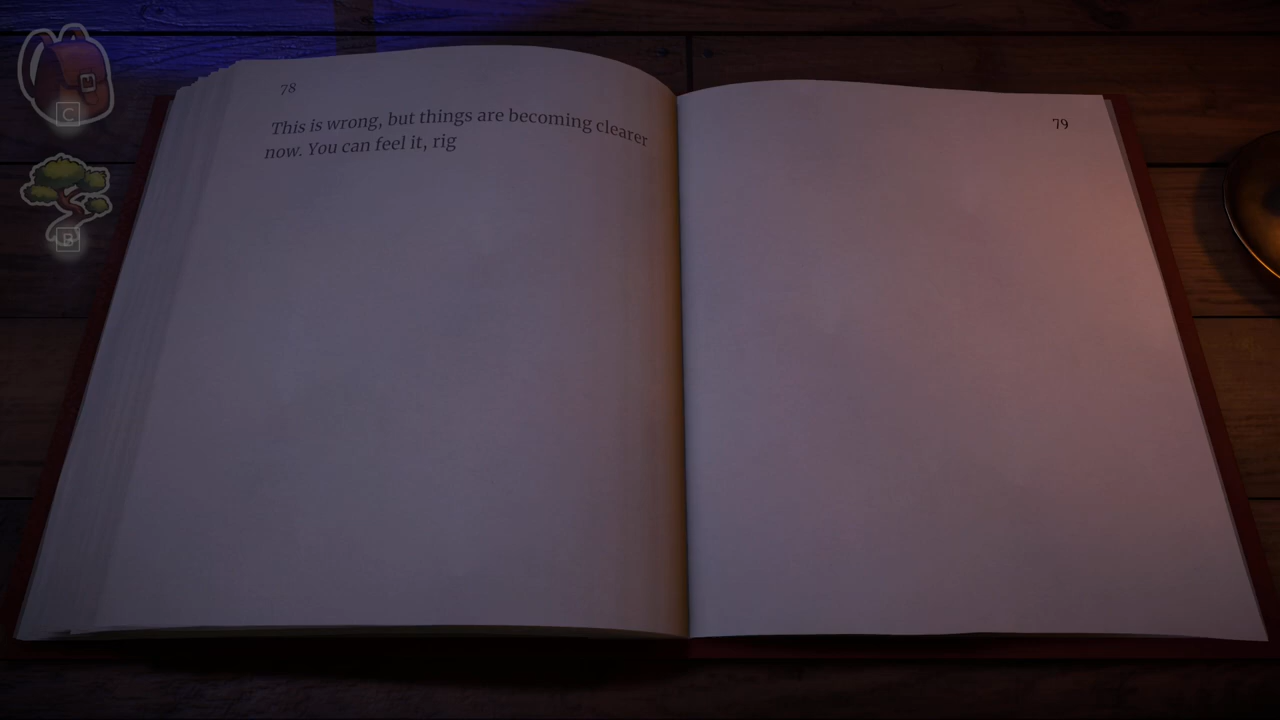 78
This is wrong, but things are becoming clearer
now. You can feel it, rig
79
C
B